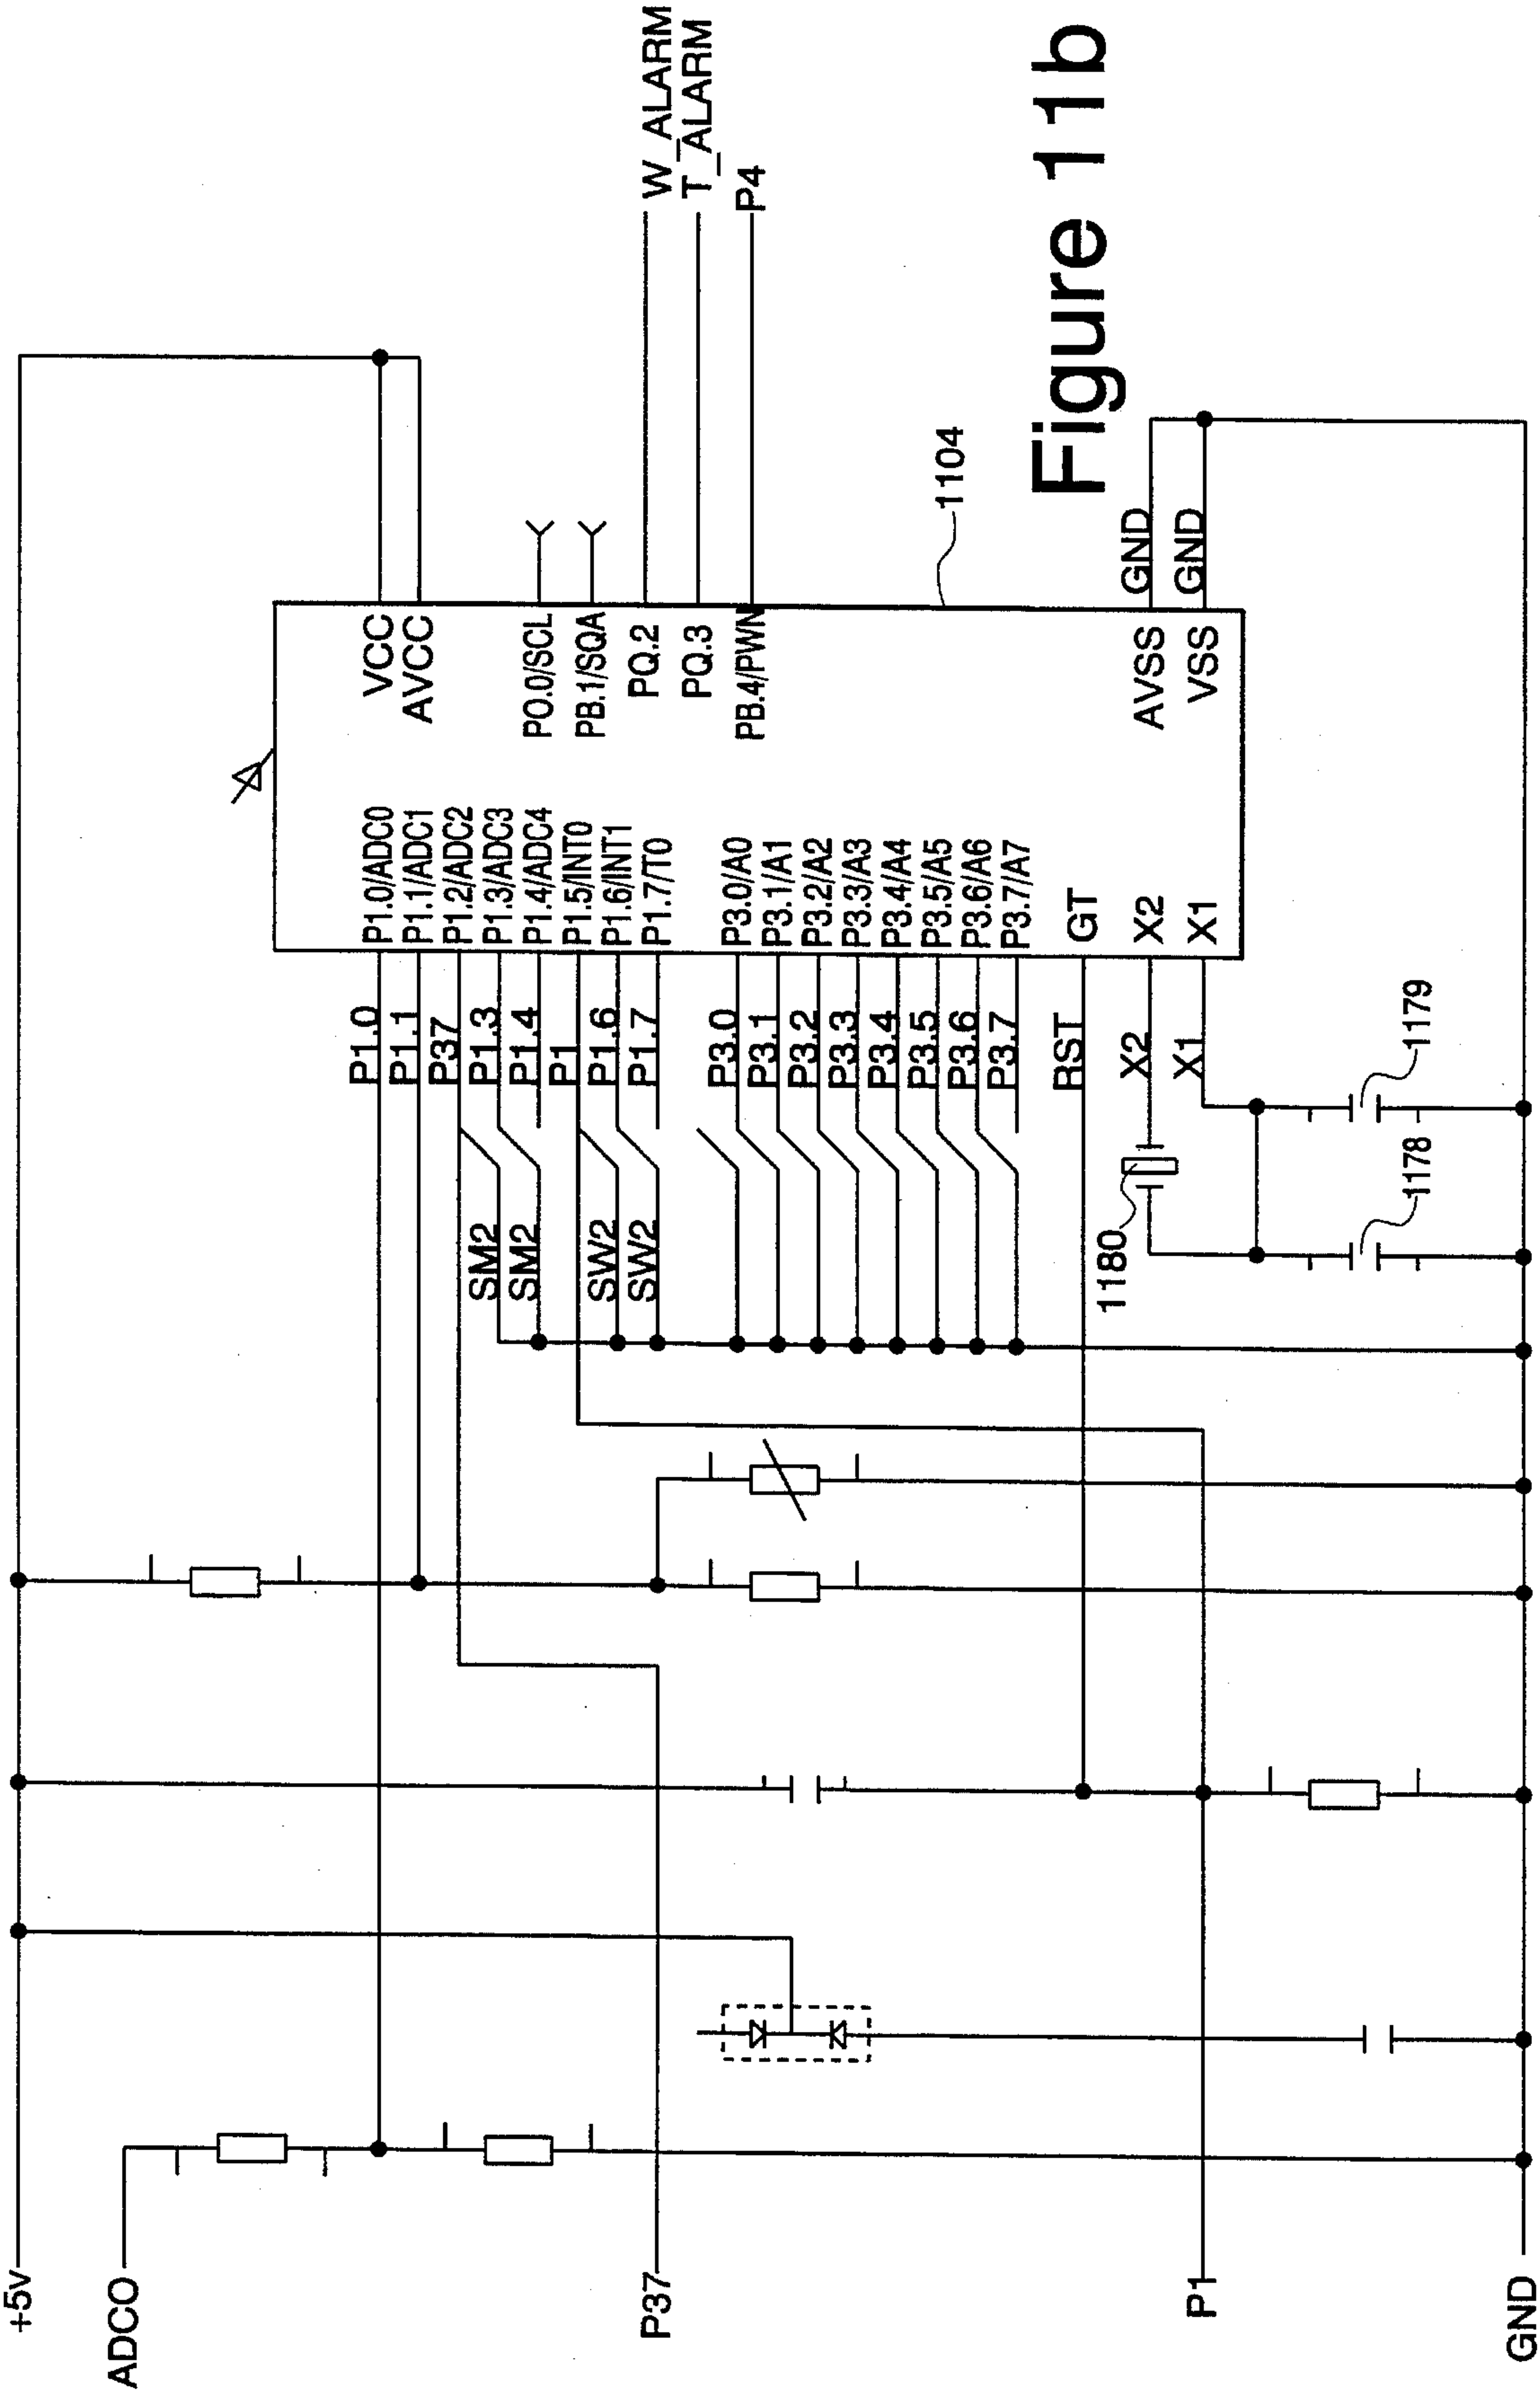 +5v
ADCO
P37
P1
GND
P1.0
P1.1
P37
P1.3
P1.4
P1
P1.6
P1.7
P3.0
P3.1
P3.2
P3.3
P3.4
P3.5
P3.6
P3.7
RST
X2
X1
SM2
SM2
SW2
SW2
1180
1178
1179
P1.0/ADC0
P1.1/ADC1
P1.2/ADC2
P1.3/ADC3
P1.4/ADC4
P1.5/INT0
P1.6/INT1
P1.7/T0
P3.0/A0
P3.1/A1
P3.2/A2
P3.3/A3
P3.4/A4
P3.5/A5
P3.6/A6
P3.7/A7
GT
X2
X1
VCC
AVCC
PO.0/SCL
PB.1/SQA
PQ.2
PQ.3
PB.4/PWN
AVSS
VSS
GND
GND
1104
W_ALARM
T_ALARM
P4
Figure 11b